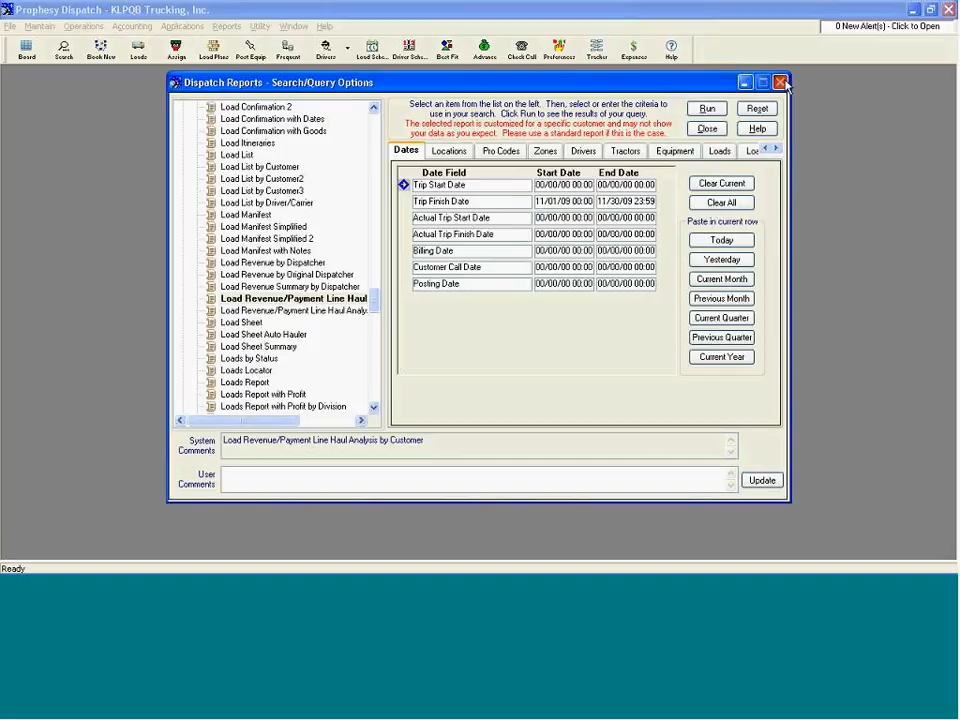 Prophesy Dispatch - KLPQB Trucking, Inc.
File Maintain Operations Accounting Applications Reports Utility Window Help
0 New Alert(s) - Click to Open
Board Search Book New Loads Assign Load Phas Post Equip Frequent Drivers Load Sche... Driver Sche... Best Fit Advance Check Call Preferences Tracker Expenses Help
Dispatch Reports - Search/Query Options
Load Confirmation 2
Load Confirmation with Dates
Load Confirmation with Goods
Load Itineraries
Load List
Load List by Customer
Load List by Customer2
Load List by Customer3
Load List by Driver/Carrier
Load Manifest
Load Manifest Simplified
Load Manifest Simplified 2
Load Manifest with Notes
Load Revenue by Dispatcher
Load Revenue by Original Dispatcher
Load Revenue Summary by Dispatcher
Load Revenue/Payment Line Haul
Load Revenue/Payment Line Haul Analy
Load Sheet
Load Sheet Auto Hauler
Load Sheet Summary
Loads by Status
Loads Locator
Loads Report
Loads Report with Profit
Loads Report with Profit by Division
Select an item from the list on the left. Then, select or enter the criteria to
use in your search. Click Run to see the results of your query.
The selected report is customized for a specific customer and may not show
your data as you expect. Please use a standard report if this is the case.
Run Reset
Close Help
Dates Locations Pro Codes Zones Drivers Tractors Equipment Loads Loa
Date Field Start Date End Date
Trip Start Date 00/00/00 00:00 00/00/00 00:00
Trip Finish Date 11/01/09 00:00 11/30/09 23:59
Actual Trip Start Date 00/00/00 00:00 00/00/00 00:00
Actual Trip Finish Date 00/00/00 00:00 00/00/00 00:00
Billing Date 00/00/00 00:00 00/00/00 00:00
Customer Call Date 00/00/00 00:00 00/00/00 00:00
Posting Date 00/00/00 00:00 00/00/00 00:00
Clear Current
Clear All
Paste in current row
Today
Yesterday
Current Month
Previous Month
Current Quarter
Previous Quarter
Current Year
System Comments
Load Revenue/Payment Line Haul Analysis by Customer
User Comments
Update
Ready